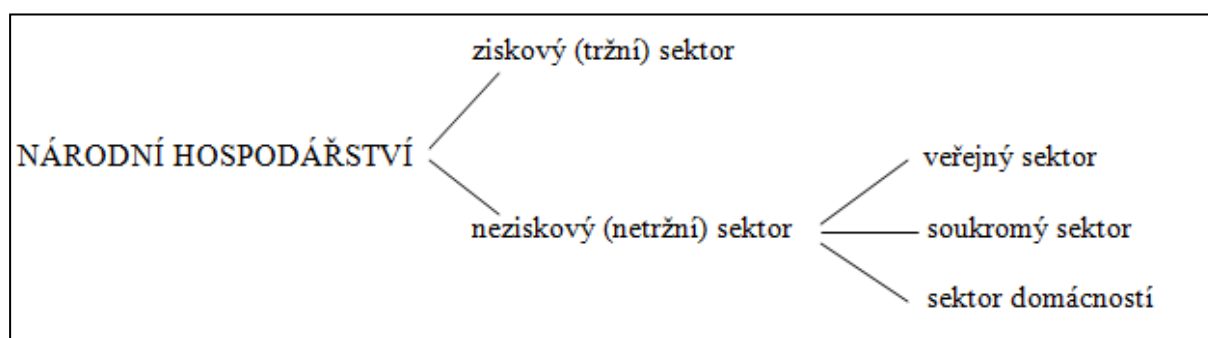 ziskový (tržní) sektor
NÁRODNÍ HOSPODÁŘSTVÍ
veřejný sektor
neziskový (netržní) sektor
soukromý sektor
sektor domácností